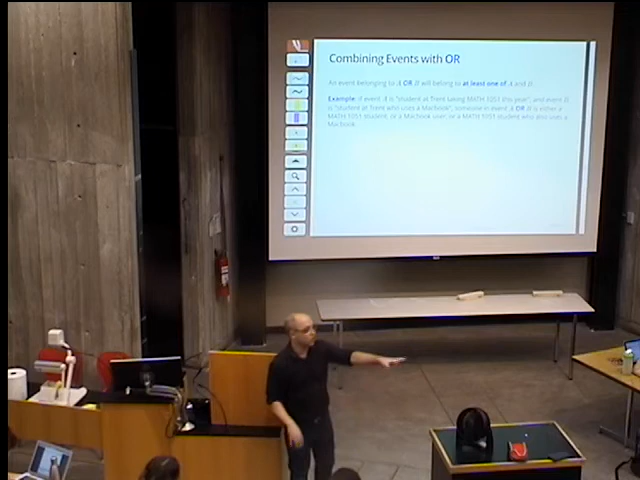 Combining Events with OR
An event belonging to A OR B will belong to at least one of A and B.
Example: if event A is "student at Trent taking MATH 1051 this year", and event B
is "student at Trent who uses a Macbook", someone in event A OR B is either a
MATH 1051 student, or a Macbook user, or a MATH 1051 student who also uses a
Macbook.